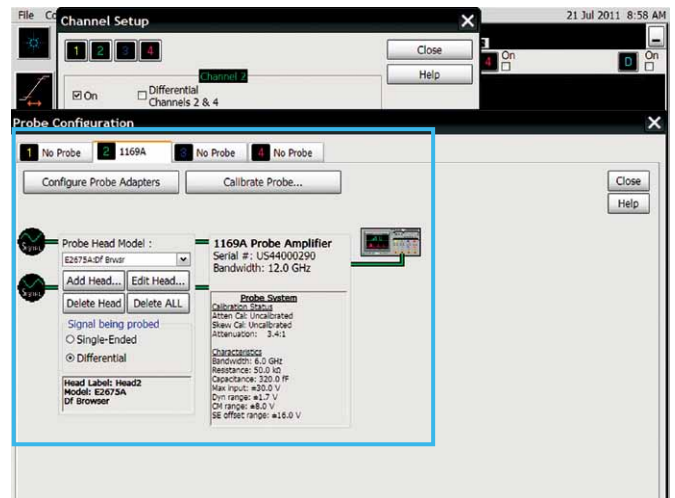 File
21 Jul 2011 8:58 AM
Channel Setup
1 2 3 4
Close
Help
Channel 2
On
Differential
Channels 2 & 4
4 On
D On
Probe Configuration
1 No Probe 2 1169A 3 No Probe 4 No Probe
Configure Probe Adapters Calibrate Probe...
Close
Help
Signal
Probe Head Model :
E2675A:Df Brwsr
Signal
Add Head... Edit Head...
Delete Head Delete ALL
Signal being probed
Single-Ended
Differential
Head Label: Head2
Model: E2675A
Df Browser
1169A Probe Amplifier
Serial #: US44000290
Bandwidth: 12.0 GHz
Probe System
Calibration Status
Atten Cal: Uncalibrated
Skew Cal: Uncalibrated
Attenuation: 3.4:1
Characteristics
Bandwidth: 6.0 GHz
Resstance: 50.0 kΩ
Capacitance: 320.0 fF
Max input: ±30.0 V
Dyn range: ±1.7 V
CM range: ±8.0 V
SE offset range: ±16.0 V